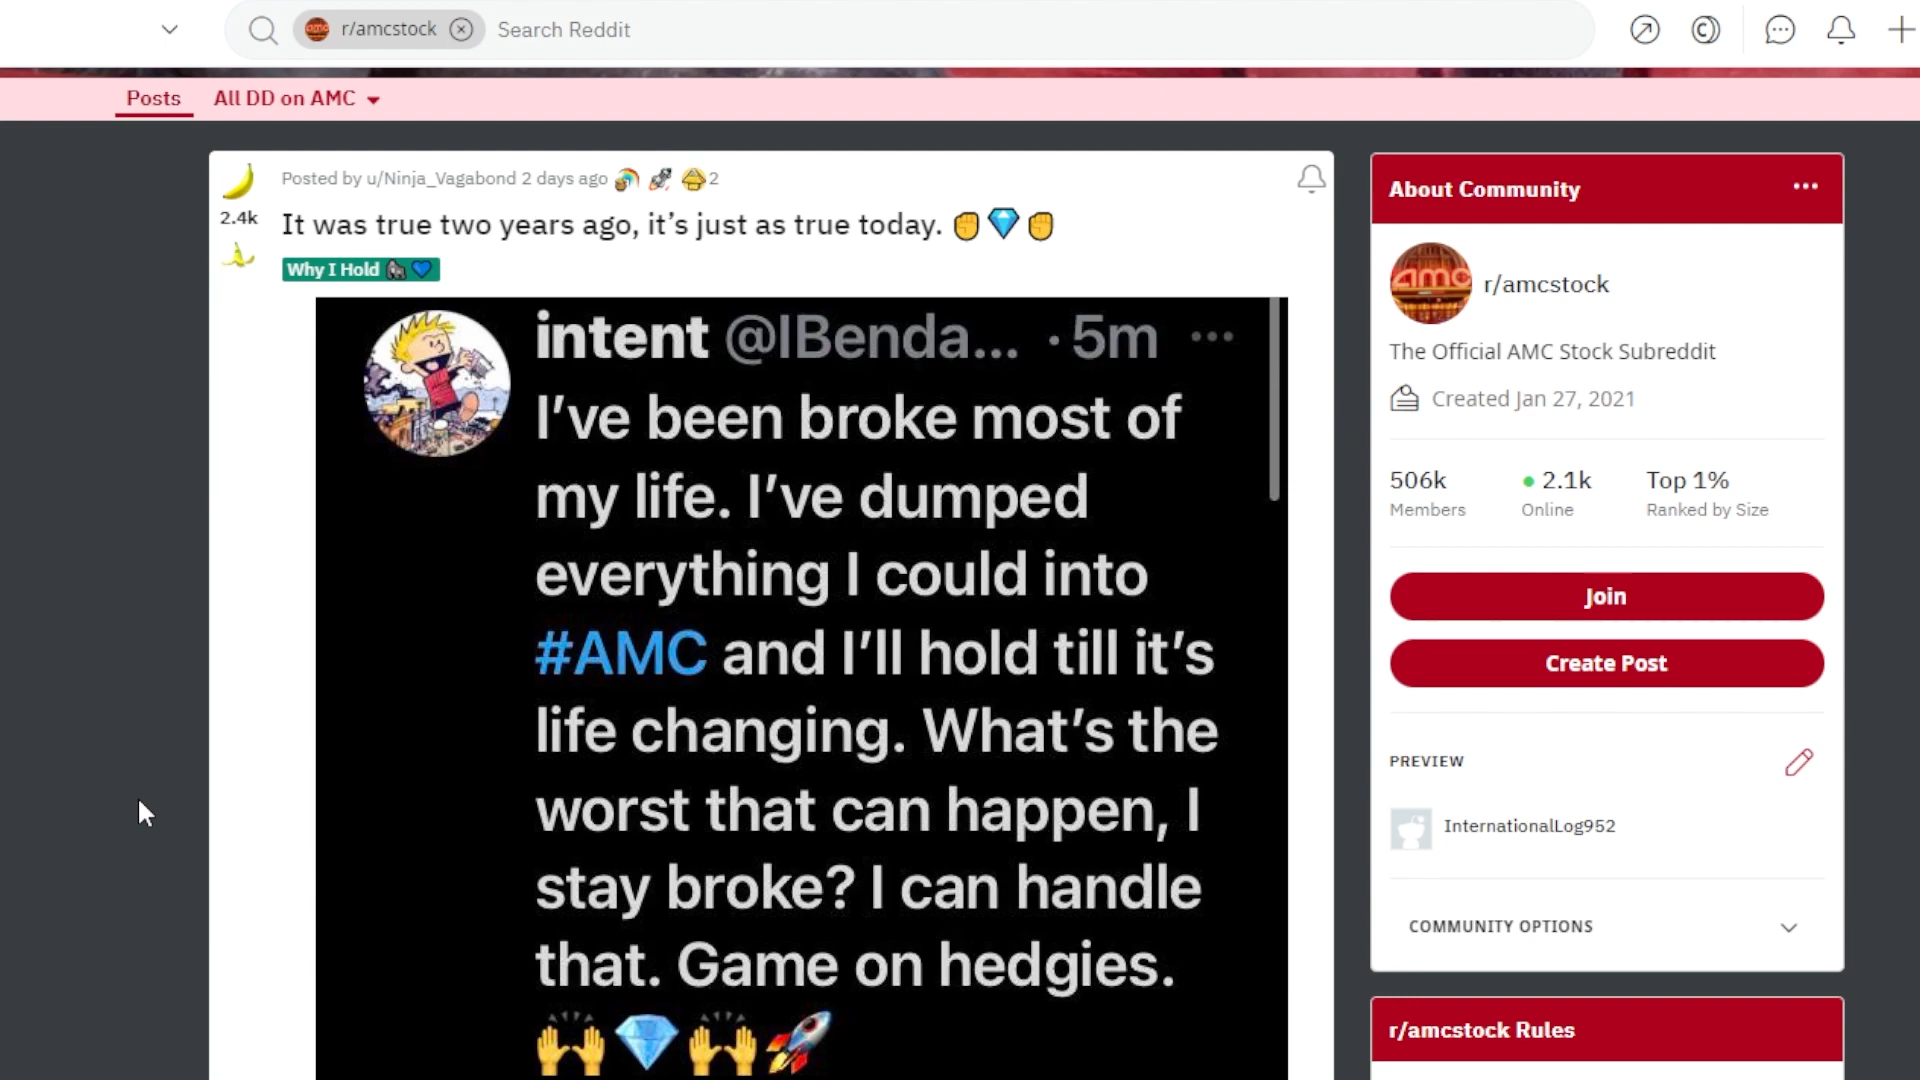 r/amcstock
Search Reddit
Posts
All DD on AMC
Posted by u/Ninja_Vagabond 2 days ago 2
2.4k
It was true two years ago, it’s just as true today. ✊💎✊
Why I Hold 🦍💙
intent @IBenda... · 5m ···
I’ve been broke most of
my life. I’ve dumped
everything I could into
#AMC and I’ll hold till it’s
life changing. What’s the
worst that can happen, I
stay broke? I can handle
that. Game on hedgies.
🙌💎🙌🚀
About Community
amc
r/amcstock
The Official AMC Stock Subreddit
Created Jan 27, 2021
506k
Members
2.1k
Online
Top 1%
Ranked by Size
Join
Create Post
PREVIEW
InternationalLog952
COMMUNITY OPTIONS
r/amcstock Rules